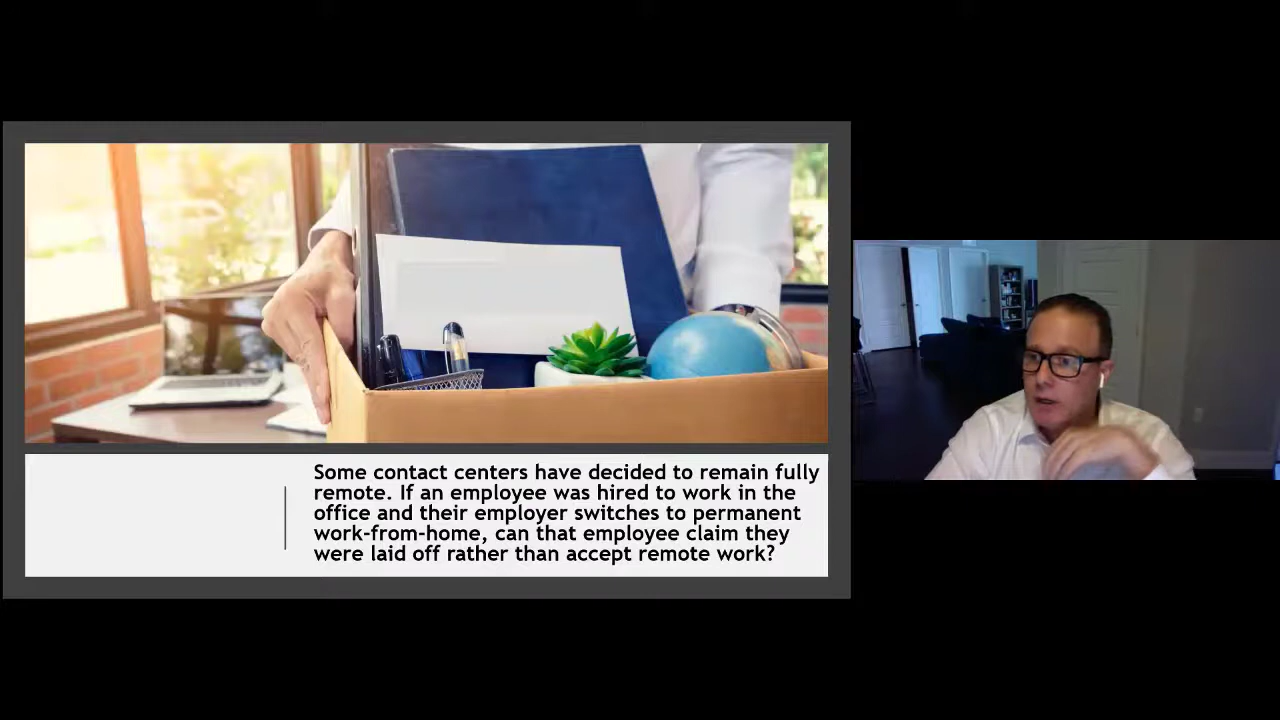 Some contact centers have decided to remain fully
remote. If an employee was hired to work in the
office and their employer switches to permanent
work-from-home, can that employee claim they
were laid off rather than accept remote work?